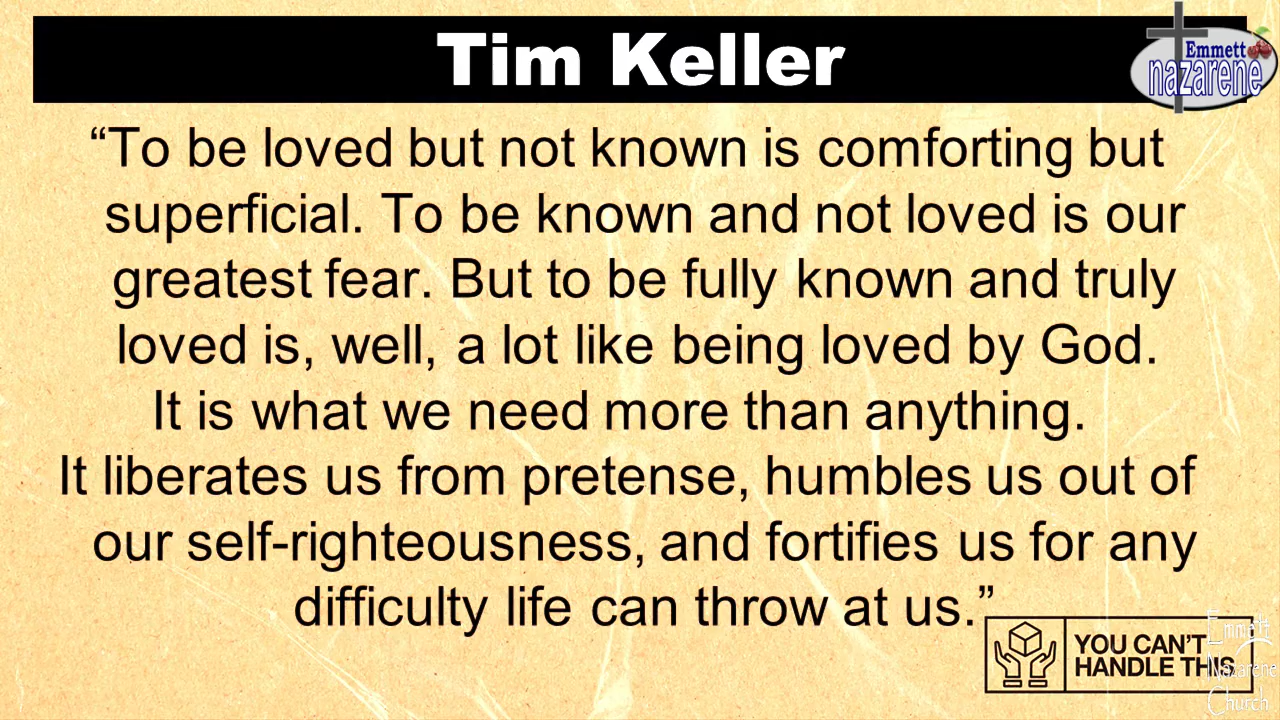 Tim Keller
Emmett
nazarene
“To be loved but not known is comforting but
superficial. To be known and not loved is our
greatest fear. But to be fully known and truly
loved is, well, a lot like being loved by God.
It is what we need more than anything.
It liberates us from pretense, humbles us out of
our self-righteousness, and fortifies us for any
difficulty life can throw at us.”
YOU CAN'T
HANDLE THIS
Emmett
Nazarene
Church